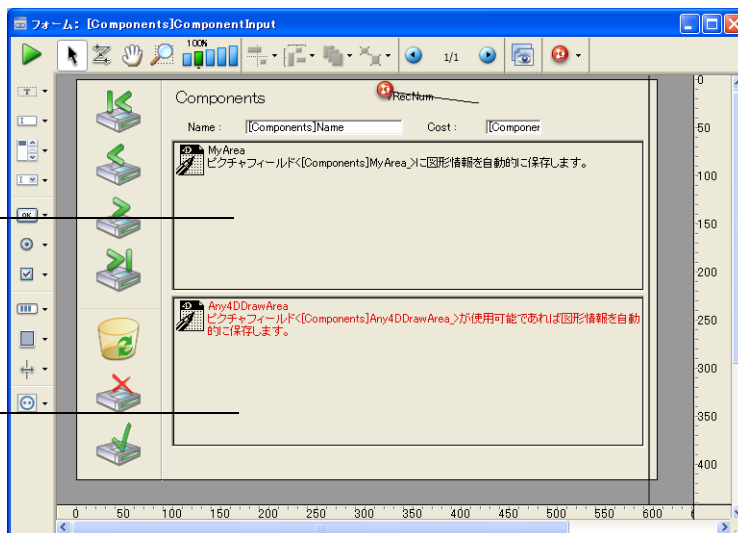 フォーム: [Components]ComponentInput
100%
1/1
Components
vRecNum
Name :
[Components]Name
Cost :
[Componer
MyArea
ピクチャフィールド<[Components]MyArea_>に図形情報を自動的に保存します。
Any4DDrawArea
ピクチャフィールド<[Components]Any4DDrawArea_>が使用可能であれば図形情報を自動
的に保存します。
OK
0
50
100
150
200
250
300
350
400
0 50 100 150 200 250 300 350 400 450 500 550 600